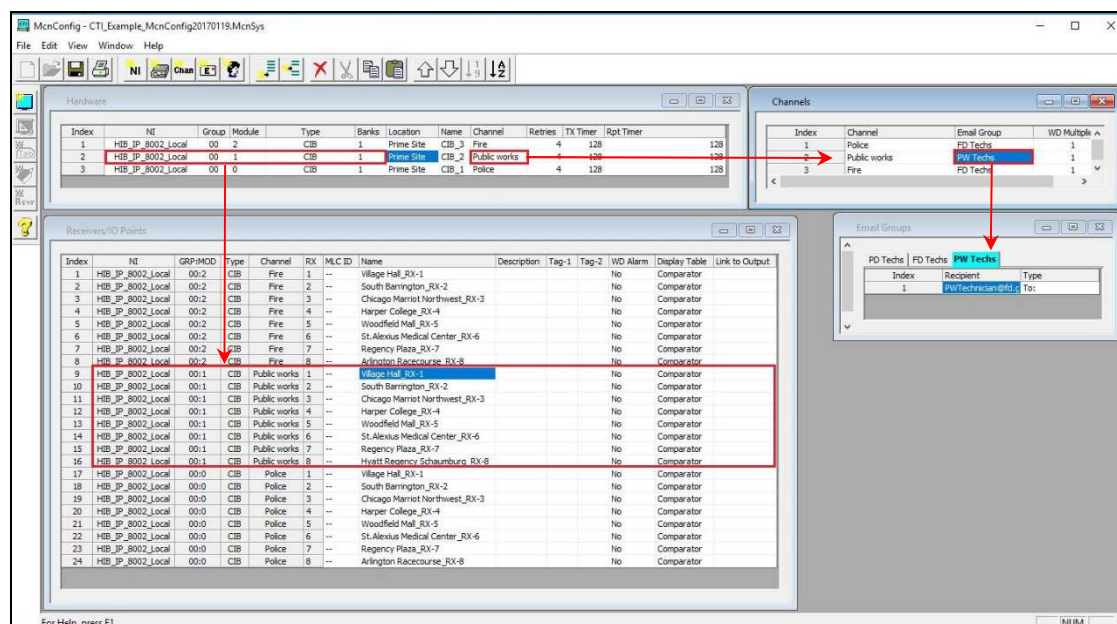 McnConfig - CTI_Example_McnConfig20170119.McnSys
File Edit View Window Help
NI Chan E
Hardware
Index NI Group Module Type Banks Location Name Channel Retries TX Timer Rpt Timer
1 HIB_IP_8002_Local 00 2 CIB 1 Prime Site CIB_3 Fire 4 128 128
2 HIB_IP_8002_Local 00 1 CIB 1 Prime Site CIB_2 Public works 4 128 128
3 HIB_IP_8002_Local 00 0 CIB 1 Prime Site CIB_1 Police 4 128 128
Channels
Index Channel Email Group WD Multiple
1 Police FD Techs 1
2 Public works PW Techs 1
3 Fire FD Techs 1
Receivers/IO Points
Index NI GRP:MOD Type Channel RX MLC ID Name Description Tag-1 Tag-2 WD Alarm Display Table Link to Output
1 HIB_IP_8002_Local 00:2 CIB Fire 1 -- Village Hall_RX-1 No Comparator
2 HIB_IP_8002_Local 00:2 CIB Fire 2 -- South Barrington_RX-2 No Comparator
3 HIB_IP_8002_Local 00:2 CIB Fire 3 -- Chicago Marriot Northwest_RX-3 No Comparator
4 HIB_IP_8002_Local 00:2 CIB Fire 4 -- Harper College_RX-4 No Comparator
5 HIB_IP_8002_Local 00:2 CIB Fire 5 -- Woodfield Mall_RX-5 No Comparator
6 HIB_IP_8002_Local 00:2 CIB Fire 6 -- St.Alexius Medical Center_RX-6 No Comparator
7 HIB_IP_8002_Local 00:2 CIB Fire 7 -- Regency Plaza_RX-7 No Comparator
8 HIB_IP_8002_Local 00:2 CIB Fire 8 -- Arlington Racecourse_RX-8 No Comparator
9 HIB_IP_8002_Local 00:1 CIB Public works 1 -- Village Hall_RX-1 No Comparator
10 HIB_IP_8002_Local 00:1 CIB Public works 2 -- South Barrington_RX-2 No Comparator
11 HIB_IP_8002_Local 00:1 CIB Public works 3 -- Chicago Marriot Northwest_RX-3 No Comparator
12 HIB_IP_8002_Local 00:1 CIB Public works 4 -- Harper College_RX-4 No Comparator
13 HIB_IP_8002_Local 00:1 CIB Public works 5 -- Woodfield Mall_RX-5 No Comparator
14 HIB_IP_8002_Local 00:1 CIB Public works 6 -- St.Alexius Medical Center_RX-6 No Comparator
15 HIB_IP_8002_Local 00:1 CIB Public works 7 -- Regency Plaza_RX-7 No Comparator
16 HIB_IP_8002_Local 00:1 CIB Public works 8 -- Hyatt Regency Schaumburg_RX-8 No Comparator
17 HIB_IP_8002_Local 00:0 CIB Police 1 -- Village Hall_RX-1 No Comparator
18 HIB_IP_8002_Local 00:0 CIB Police 2 -- South Barrington_RX-2 No Comparator
19 HIB_IP_8002_Local 00:0 CIB Police 3 -- Chicago Marriot Northwest_RX-3 No Comparator
20 HIB_IP_8002_Local 00:0 CIB Police 4 -- Harper College_RX-4 No Comparator
21 HIB_IP_8002_Local 00:0 CIB Police 5 -- Woodfield Mall_RX-5 No Comparator
22 HIB_IP_8002_Local 00:0 CIB Police 6 -- St.Alexius Medical Center_RX-6 No Comparator
23 HIB_IP_8002_Local 00:0 CIB Police 7 -- Regency Plaza_RX-7 No Comparator
24 HIB_IP_8002_Local 00:0 CIB Police 8 -- Arlington Racecourse_RX-8 No Comparator
Email Groups
PD Techs FD Techs PW Techs
Index Recipient Type
1 PWTechnician@fd.g To:
For Help, press F1
NUM